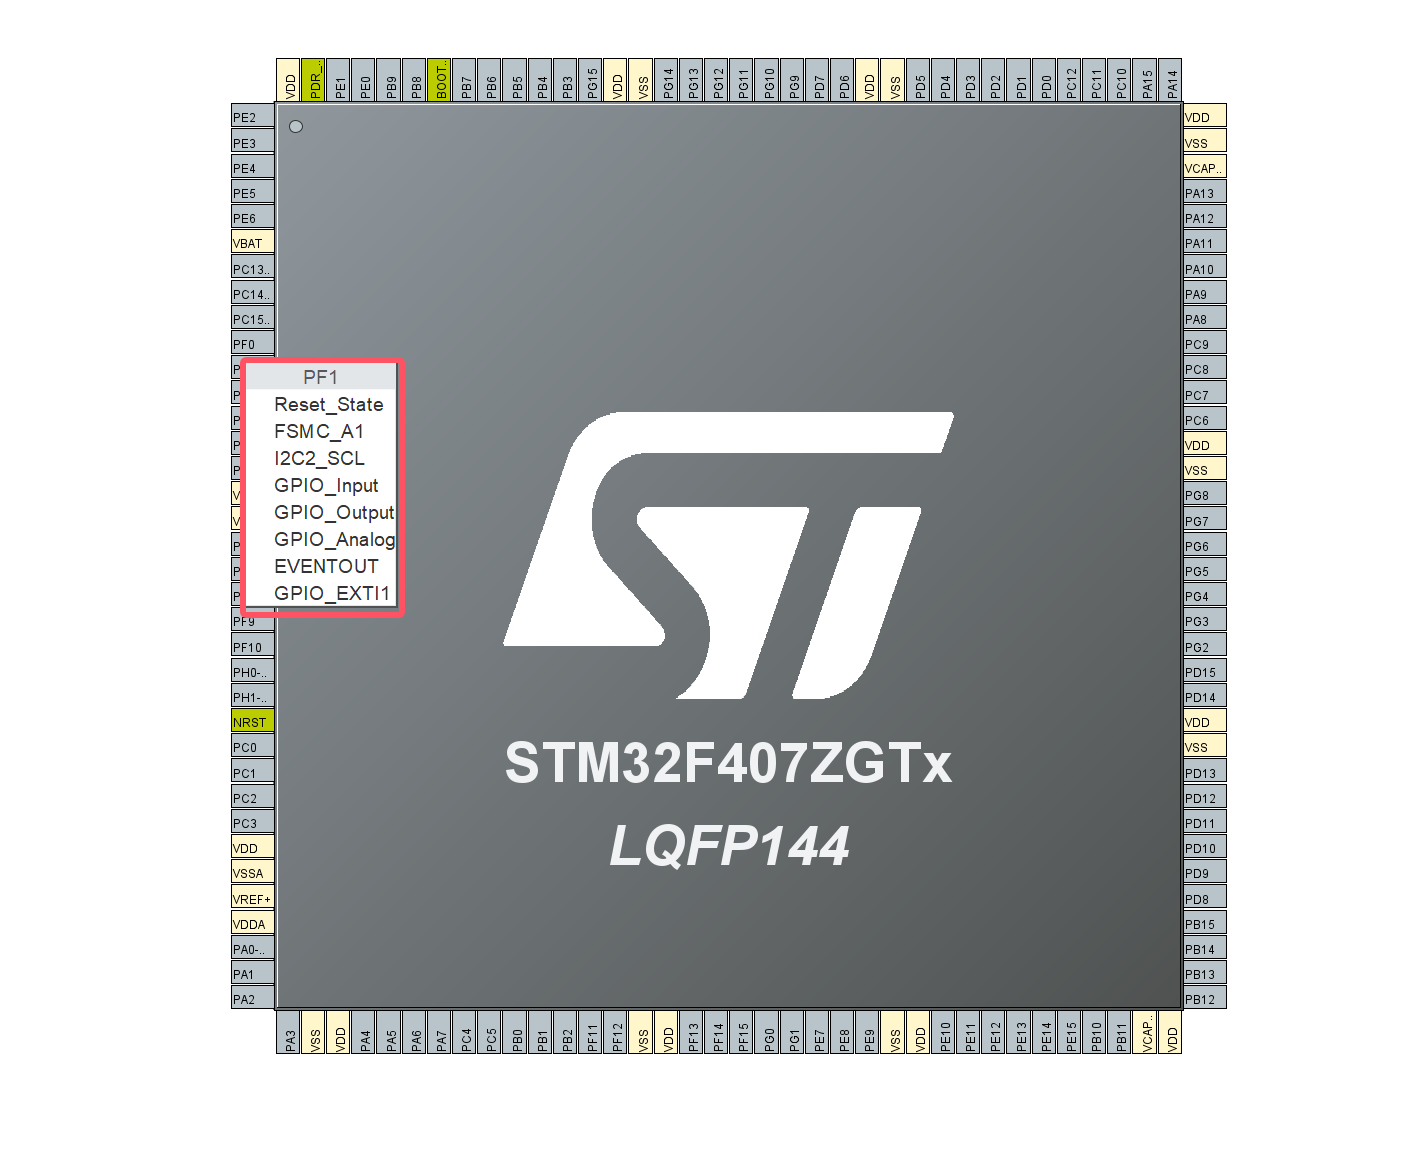 VDD
PDR_..
PE1
PE0
PB9
PB8
BOOT..
PB7
PB6
PB5
PB4
PB3
PG15
VDD
VSS
PG14
PG13
PG12
PG11
PG10
PG9
PD7
PD6
VDD
VSS
PD5
PD4
PD3
PD2
PD1
PD0
PC12
PC11
PC10
PA15
PA14
PE2
PE3
PE4
PE5
PE6
VBAT
PC13..
PC14..
PC15..
PF0
PF1
Reset_State
FSMC_A1
I2C2_SCL
GPIO_Input
GPIO_Output
GPIO_Analog
EVENTOUT
GPIO_EXTI1
PF9
PF10
PH0-..
PH1-..
NRST
PC0
PC1
PC2
PC3
VDD
VSSA
VREF+
VDDA
PA0-..
PA1
PA2
STM32F407ZGTx
LQFP144
VDD
VSS
VCAP..
PA13
PA12
PA11
PA10
PA9
PA8
PC9
PC8
PC7
PC6
VDD
VSS
PG8
PG7
PG6
PG5
PG4
PG3
PG2
PD15
PD14
VDD
VSS
PD13
PD12
PD11
PD10
PD9
PD8
PB15
PB14
PB13
PB12
PA3
VSS
VDD
PA4
PA5
PA6
PA7
PC4
PC5
PB0
PB1
PB2
PF11
PF12
VSS
VDD
PF13
PF14
PF15
PG0
PG1
PE7
PE8
PE9
VSS
VDD
PE10
PE11
PE12
PE13
PE14
PE15
PB10
PB11
VCAP..
VDD